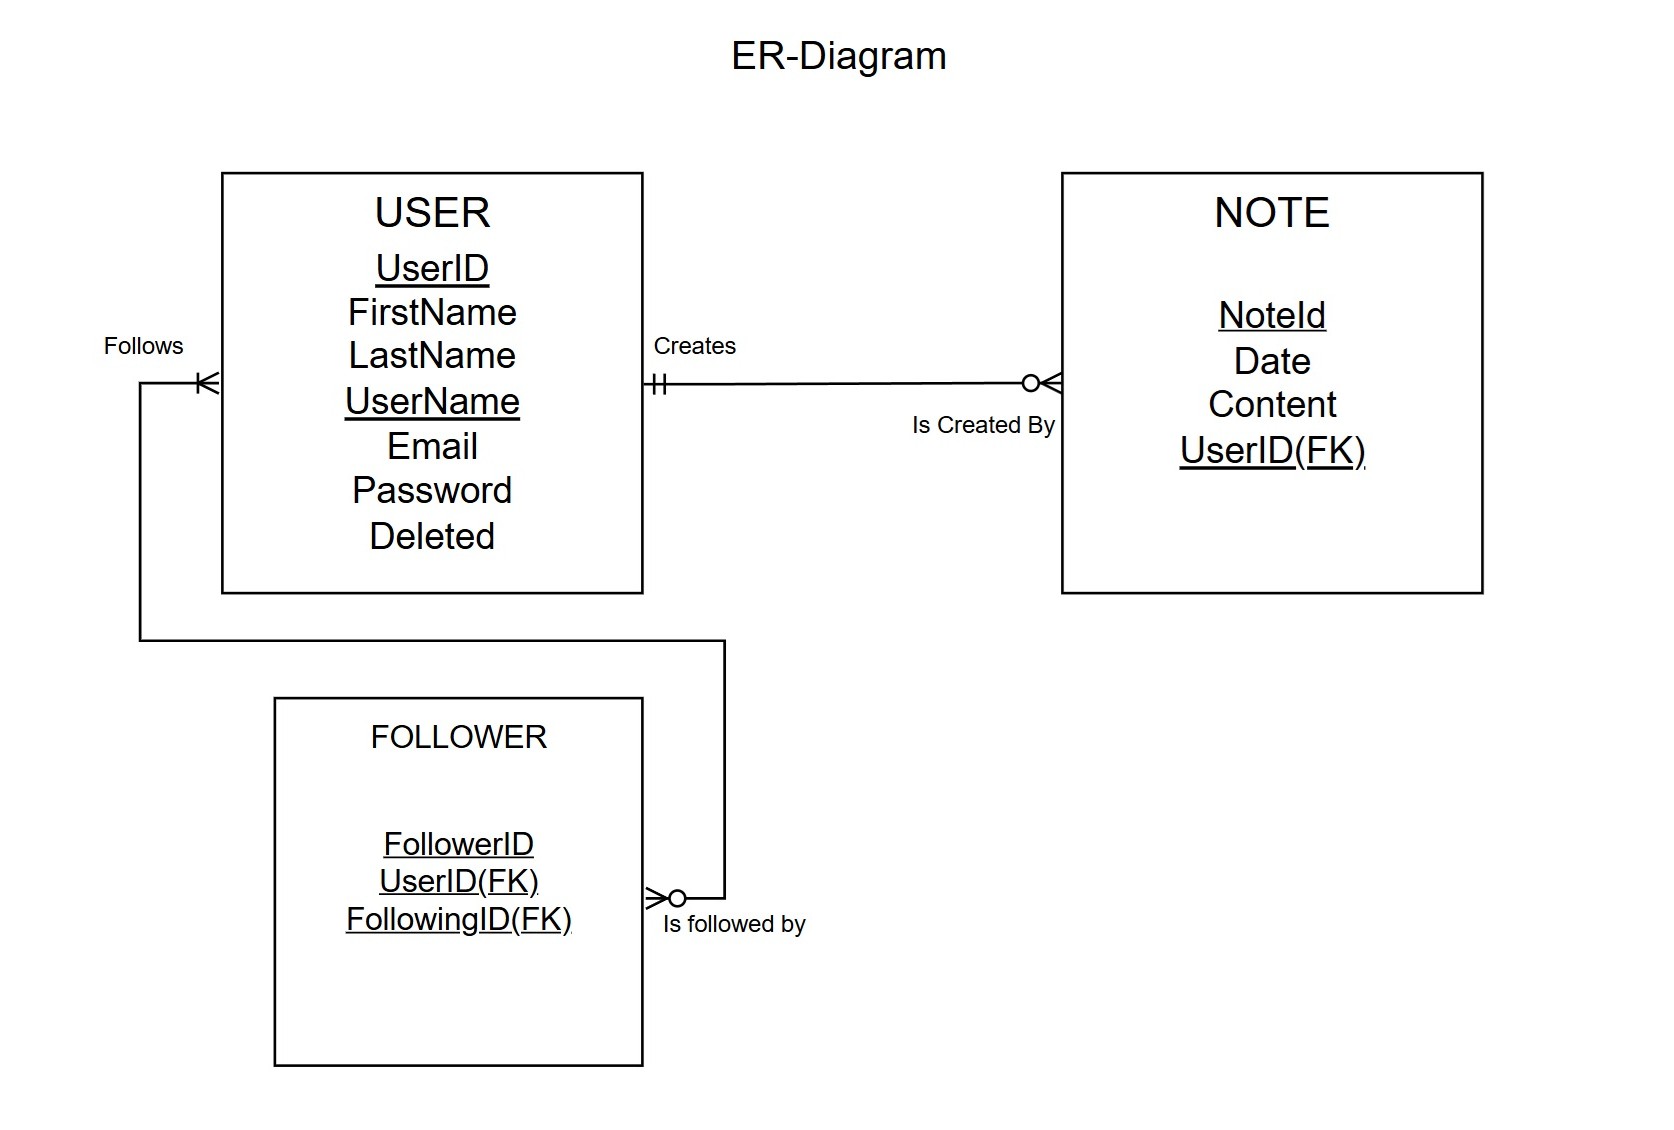 ER-Diagram
USER
UserID
FirstName
LastName
UserName
Email
Password
Deleted
Follows
Creates
Is Created By
NOTE
NoteId
Date
Content
UserID(FK)
FOLLOWER
FollowerID
UserID(FK)
FollowingID(FK)
Is followed by